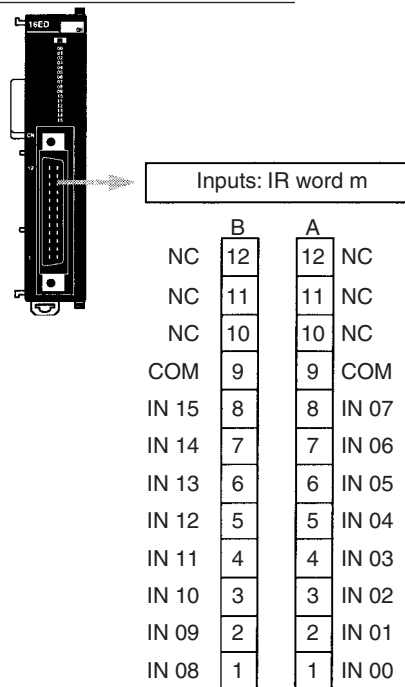 16ED
CN
12
1
Inputs: IR word m
B A
NC 12 12 NC
NC 11 11 NC
NC 10 10 NC
COM 9 9 COM
IN 15 8 8 IN 07
IN 14 7 7 IN 06
IN 13 6 6 IN 05
IN 12 5 5 IN 04
IN 11 4 4 IN 03
IN 10 3 3 IN 02
IN 09 2 2 IN 01
IN 08 1 1 IN 00